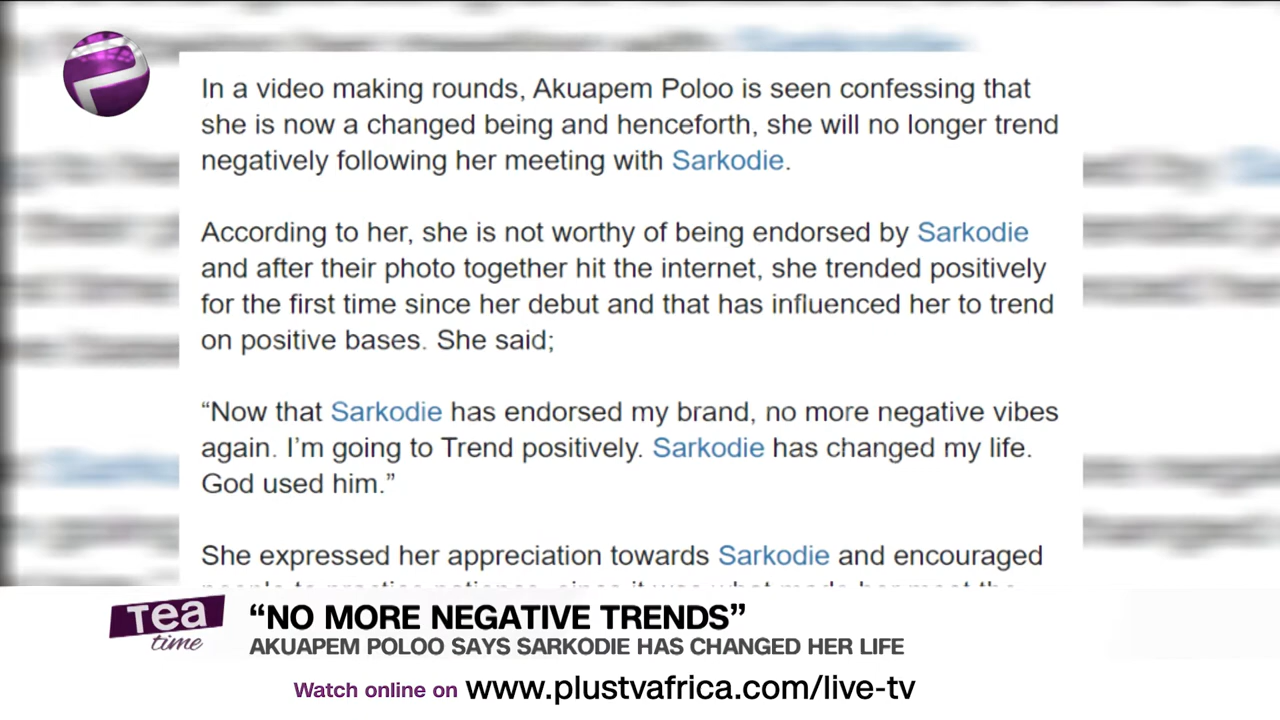 In a video making rounds, Akuapem Poloo is seen confessing that
she is now a changed being and henceforth, she will no longer trend
negatively following her meeting with Sarkodie.
According to her, she is not worthy of being endorsed by Sarkodie
and after their photo together hit the internet, she trended positively
for the first time since her debut and that has influenced her to trend
on positive bases. She said;
“Now that Sarkodie has endorsed my brand, no more negative vibes
again. I’m going to Trend positively. Sarkodie has changed my life.
God used him.”
She expressed her appreciation towards Sarkodie and encouraged
Tea
time
“NO MORE NEGATIVE TRENDS”
AKUAPEM POLOO SAYS SARKODIE HAS CHANGED HER LIFE
Watch online on www.plustvafrica.com/live-tv